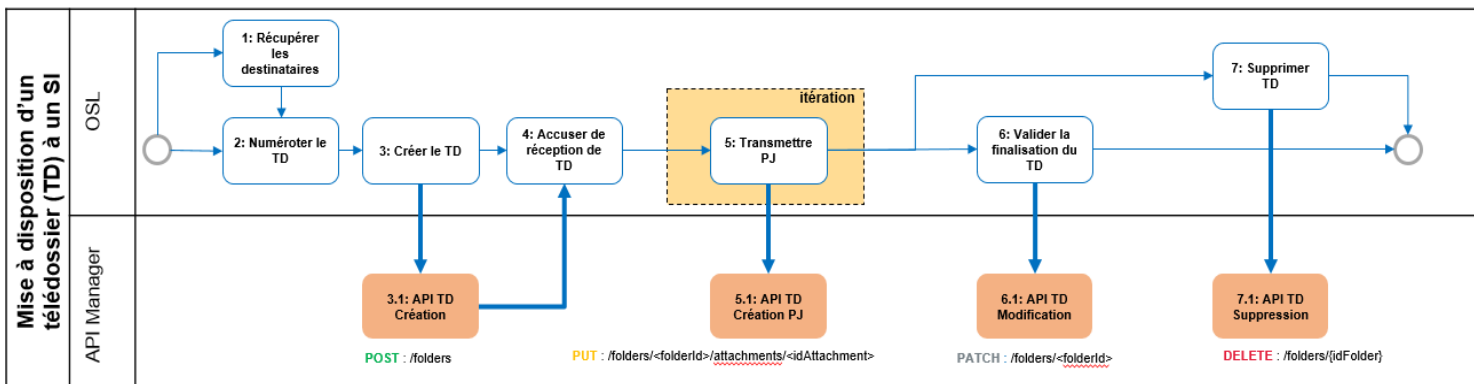 Mise à disposition d'un
télédossier (TD) à un SI
OSL
1: Récupérer
les
destinataires
2: Numéroter le
TD
3: Créer le TD
4: Accuser de
réception de
TD
itération
5: Transmettre
PJ
6: Valider la
finalisation du
TD
7: Supprimer
TD
API Manager
3.1: API TD
Création
5.1: API TD
Création PJ
6.1: API TD
Modification
7.1: API TD
Suppression
POST : /folders
PUT : /folders/<folderId>/attachments/<idAttachment>
PATCH : /folders/<folderId>
DELETE : /folders/{idFolder}